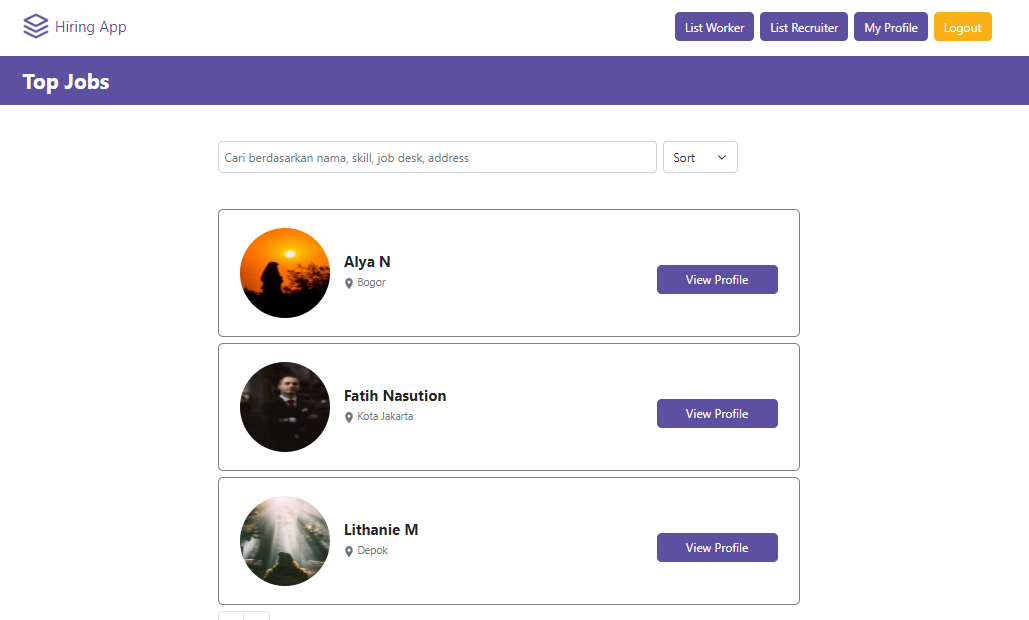 Hiring App
List Worker
List Recruiter
My Profile
Logout
Top Jobs
Cari berdasarkan nama, skill, job desk, address
Sort
Alya N
Bogor
View Profile
Fatih Nasution
Kota Jakarta
View Profile
Lithanie M
Depok
View Profile